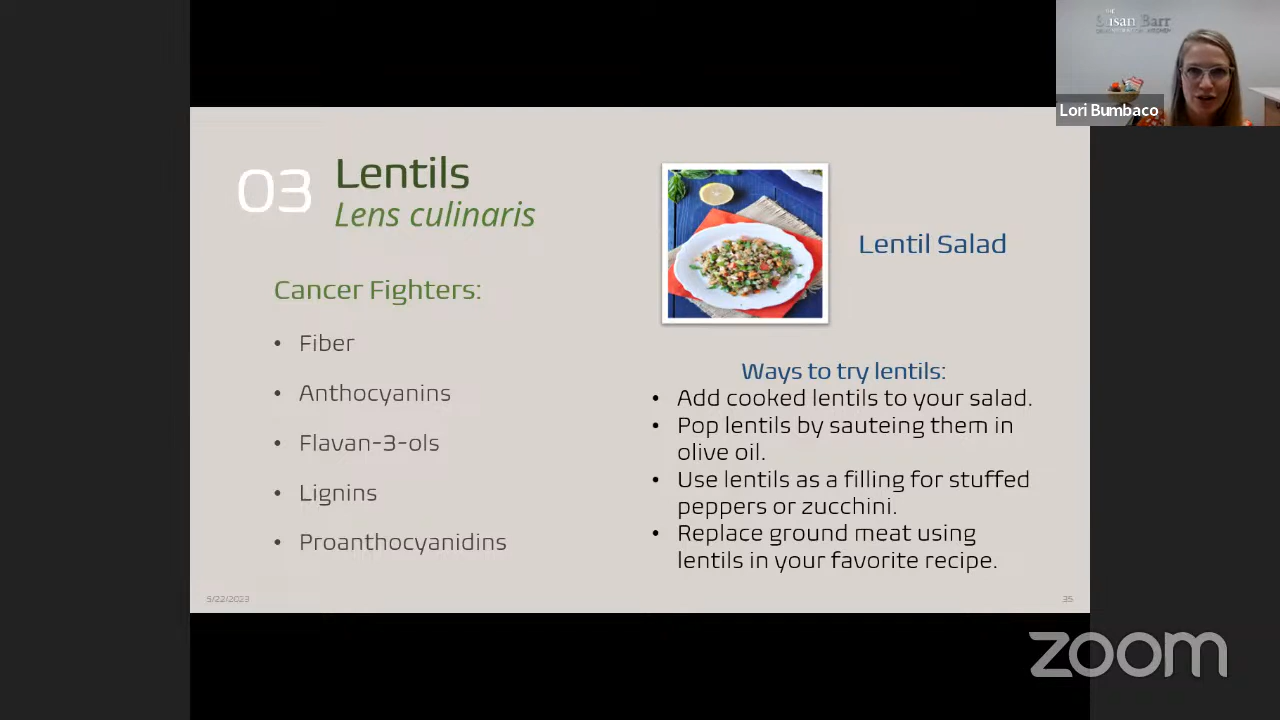 Susan Barr
Lori Bumbaco
03
Lentils
Lens culinaris
Cancer Fighters:
• Fiber
• Anthocyanins
• Flavan-3-ols
• Lignins
• Proanthocyanidins
Lentil Salad
Ways to try lentils:
• Add cooked lentils to your salad.
• Pop lentils by sauteing them in
olive oil.
• Use lentils as a filling for stuffed
peppers or zucchini.
• Replace ground meat using
lentils in your favorite recipe.
5/22/2023
35
zoom